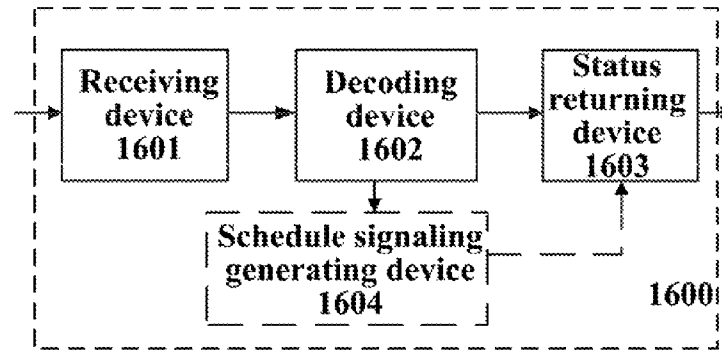 Receiving
device
1601
Decoding
device
1602
Status
returning
device
1603
Schedule signaling
generating device
1604
1600